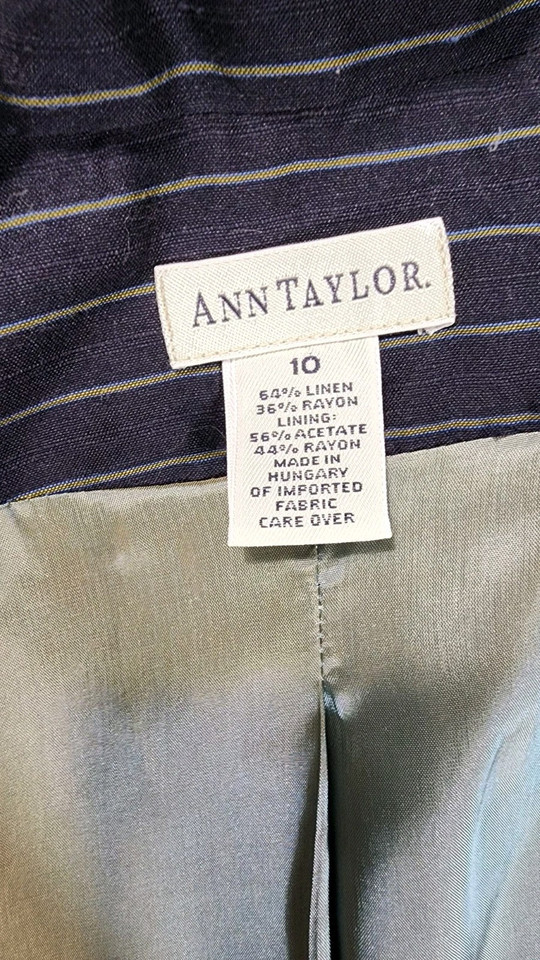 ANN TAYLOR.
10
64% LINEN
36% RAYON
LINING:
56% ACETATE
44% RAYON
MADE IN
HUNGARY
OF IMPORTED
FABRIC
CARE OVER